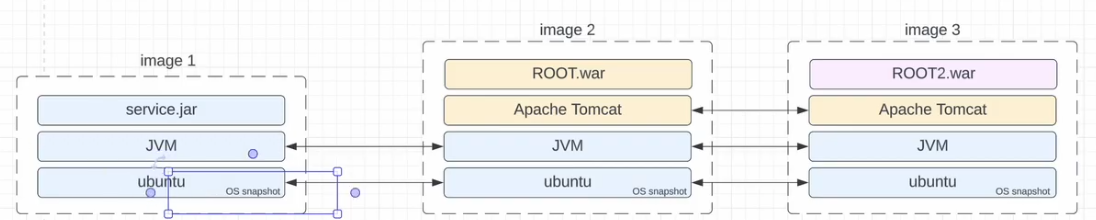 image 1
service.jar
JVM
ubuntu
OS snapshot
image 2
ROOT.war
Apache Tomcat
JVM
ubuntu
OS snapshot
image 3
ROOT2.war
Apache Tomcat
JVM
ubuntu
OS snapshot